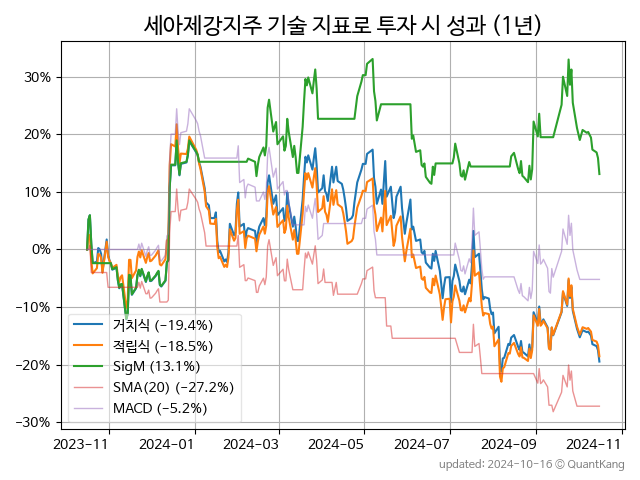 세아제강지주 기술 지표로 투자 시 성과 (1년)
30%
20%
10%
0%
−10%
−20%
−30%
거치식 (−19.4%)
적립식 (−18.5%)
SigM (13.1%)
SMA(20) (−27.2%)
MACD (−5.2%)
2023-11
2024-01
2024-03
2024-05
2024-07
2024-09
2024-11
updated: 2024-10-16 © QuantKang